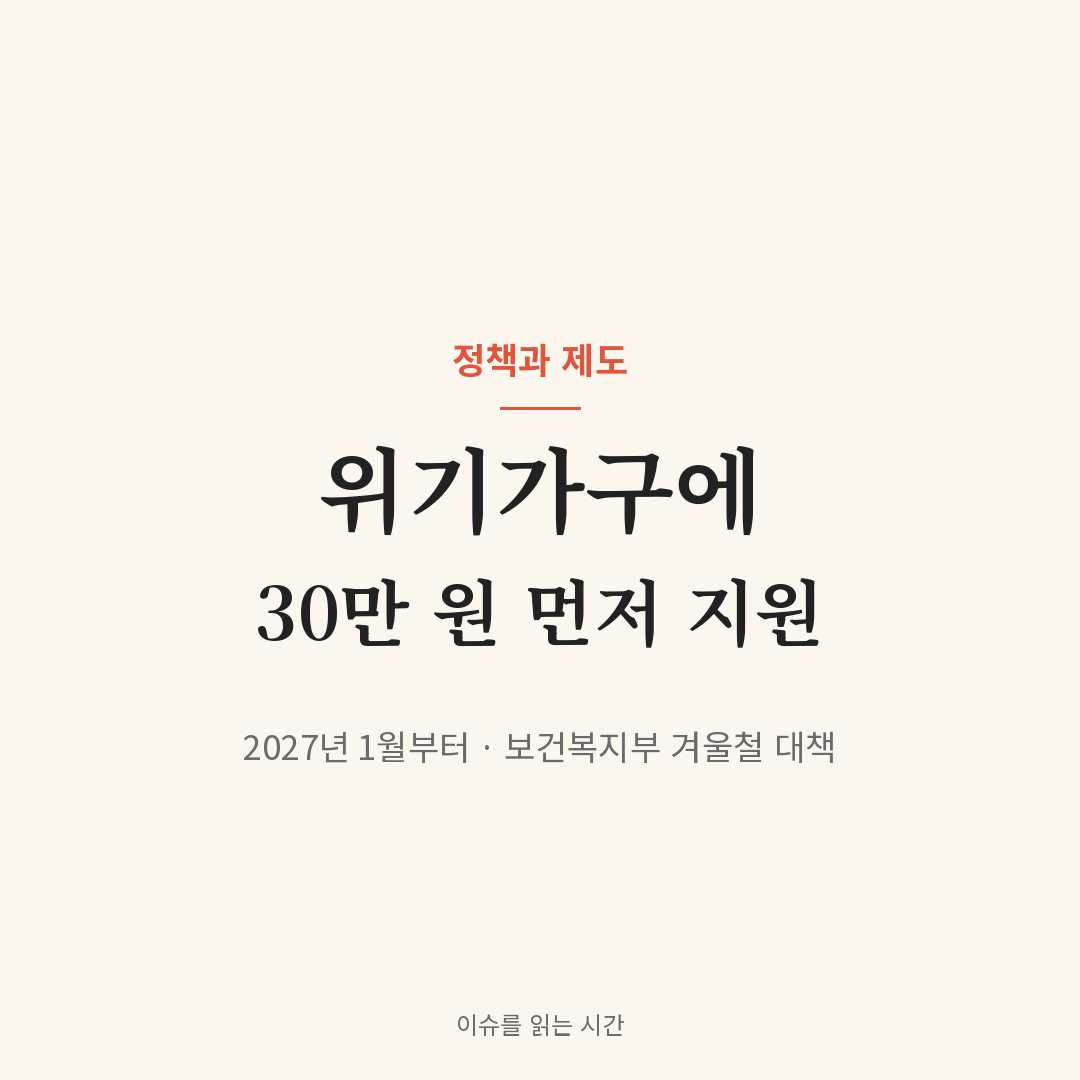 정책과 제도
위기가구에
30만 원 먼저 지원
2027년 1월부터 · 보건복지부 겨울철 대책
이슈를 읽는 시간